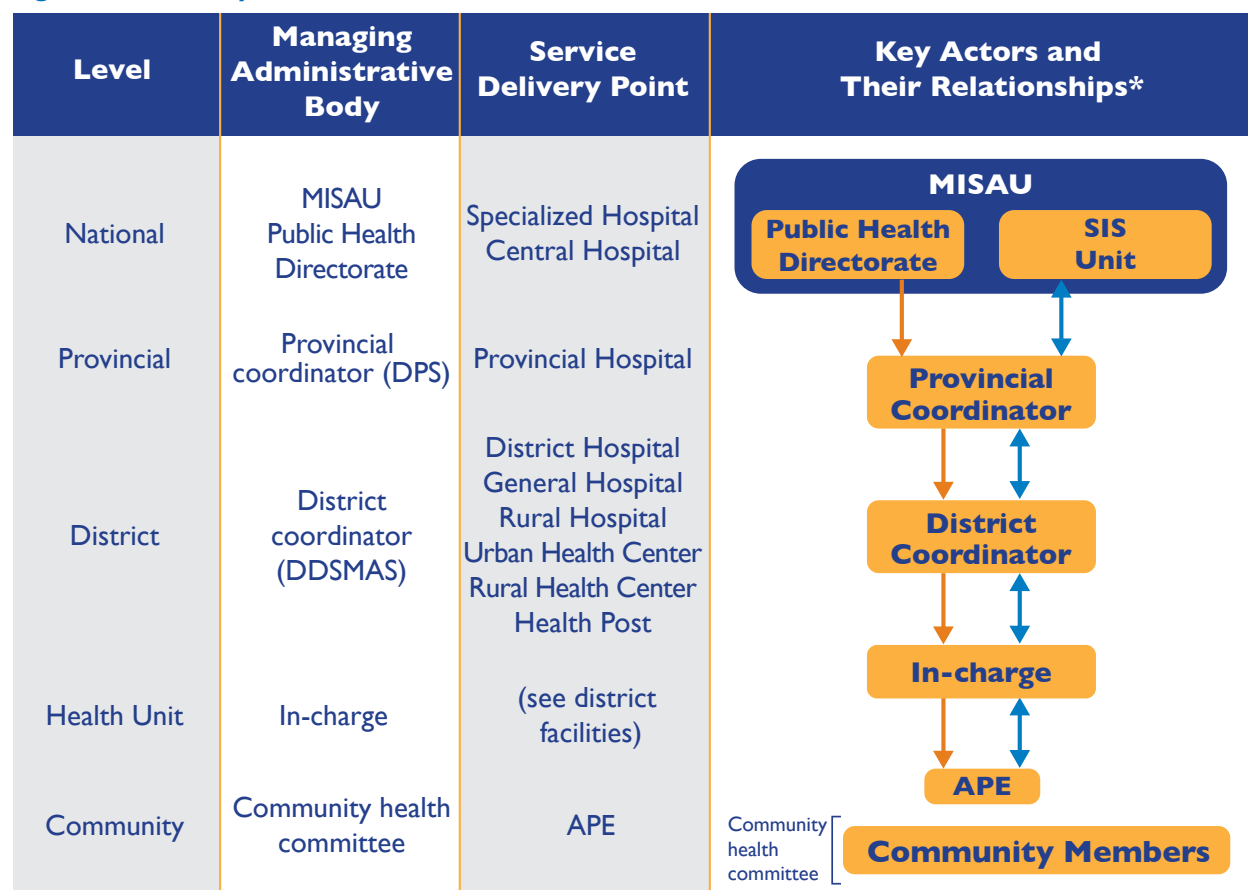 Level
Managing
Administrative
Body
Service
Delivery Point
Key Actors and
Their Relationships*
National
MISAU
Public Health
Directorate
Specialized Hospital
Central Hospital
MISAU
Public Health
Directorate
SIS
Unit
Provincial
Provincial
coordinator (DPS)
Provincial Hospital
Provincial
Coordinator
District
District
coordinator
(DDSMAS)
District Hospital
General Hospital
Rural Hospital
Urban Health Center
Rural Health Center
Health Post
District
Coordinator
Health Unit
In-charge
(see district
facilities)
In-charge
APE
Community
Community health
committee
APE
Community
health
committee
Community Members